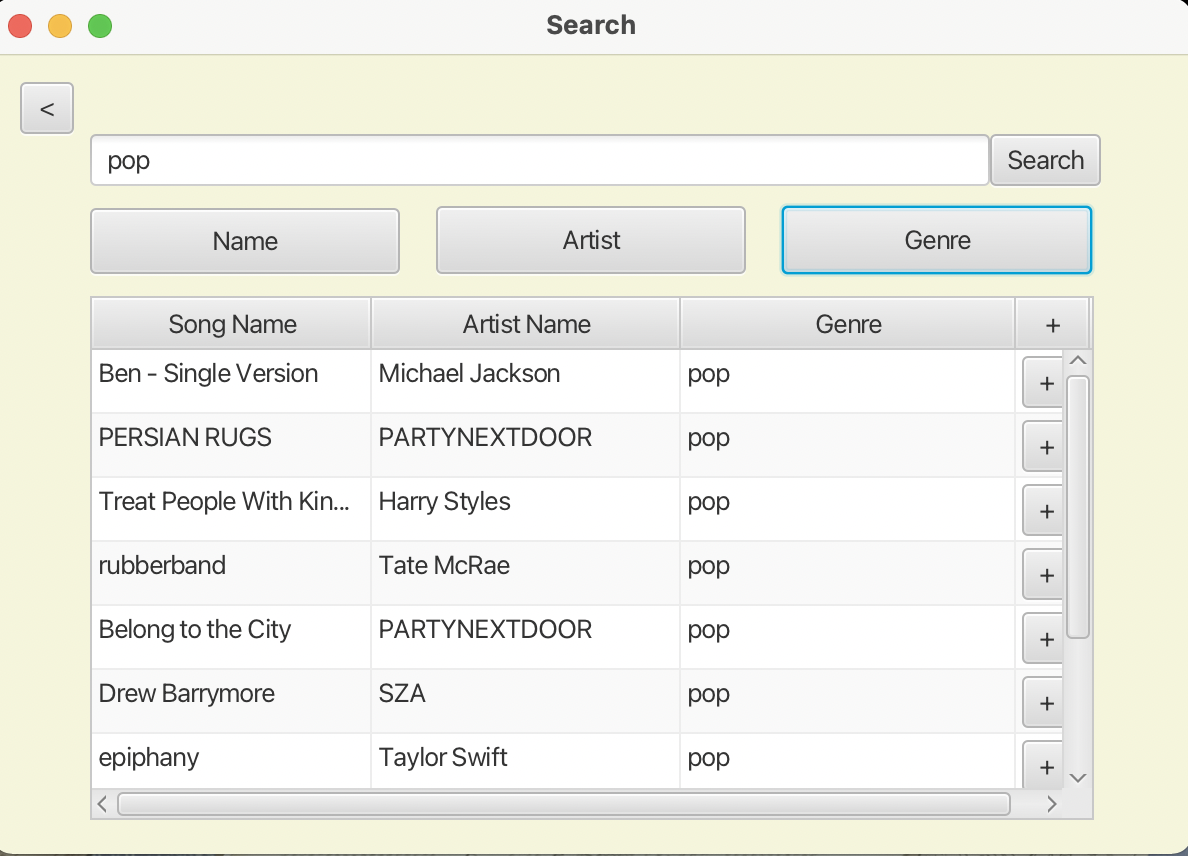 Search
<
pop Search
Name Artist Genre
Song Name Artist Name Genre +
Ben - Single Version Michael Jackson pop +
PERSIAN RUGS PARTYNEXTDOOR pop +
Treat People With Kin... Harry Styles pop +
rubberband Tate McRae pop +
Belong to the City PARTYNEXTDOOR pop +
Drew Barrymore SZA pop +
epiphany Taylor Swift pop +